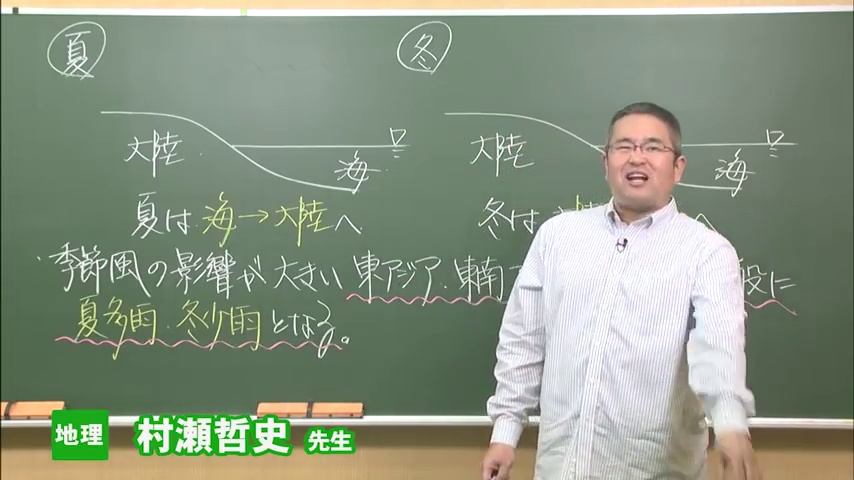 夏
冬
大陸
海
大陸
海
夏は 海→大陸へ
冬は 大陸 へ
・季節風の影響が大きい 東アジア・東南 般に
夏多雨・冬少雨となる。
地理
村瀬哲史 先生